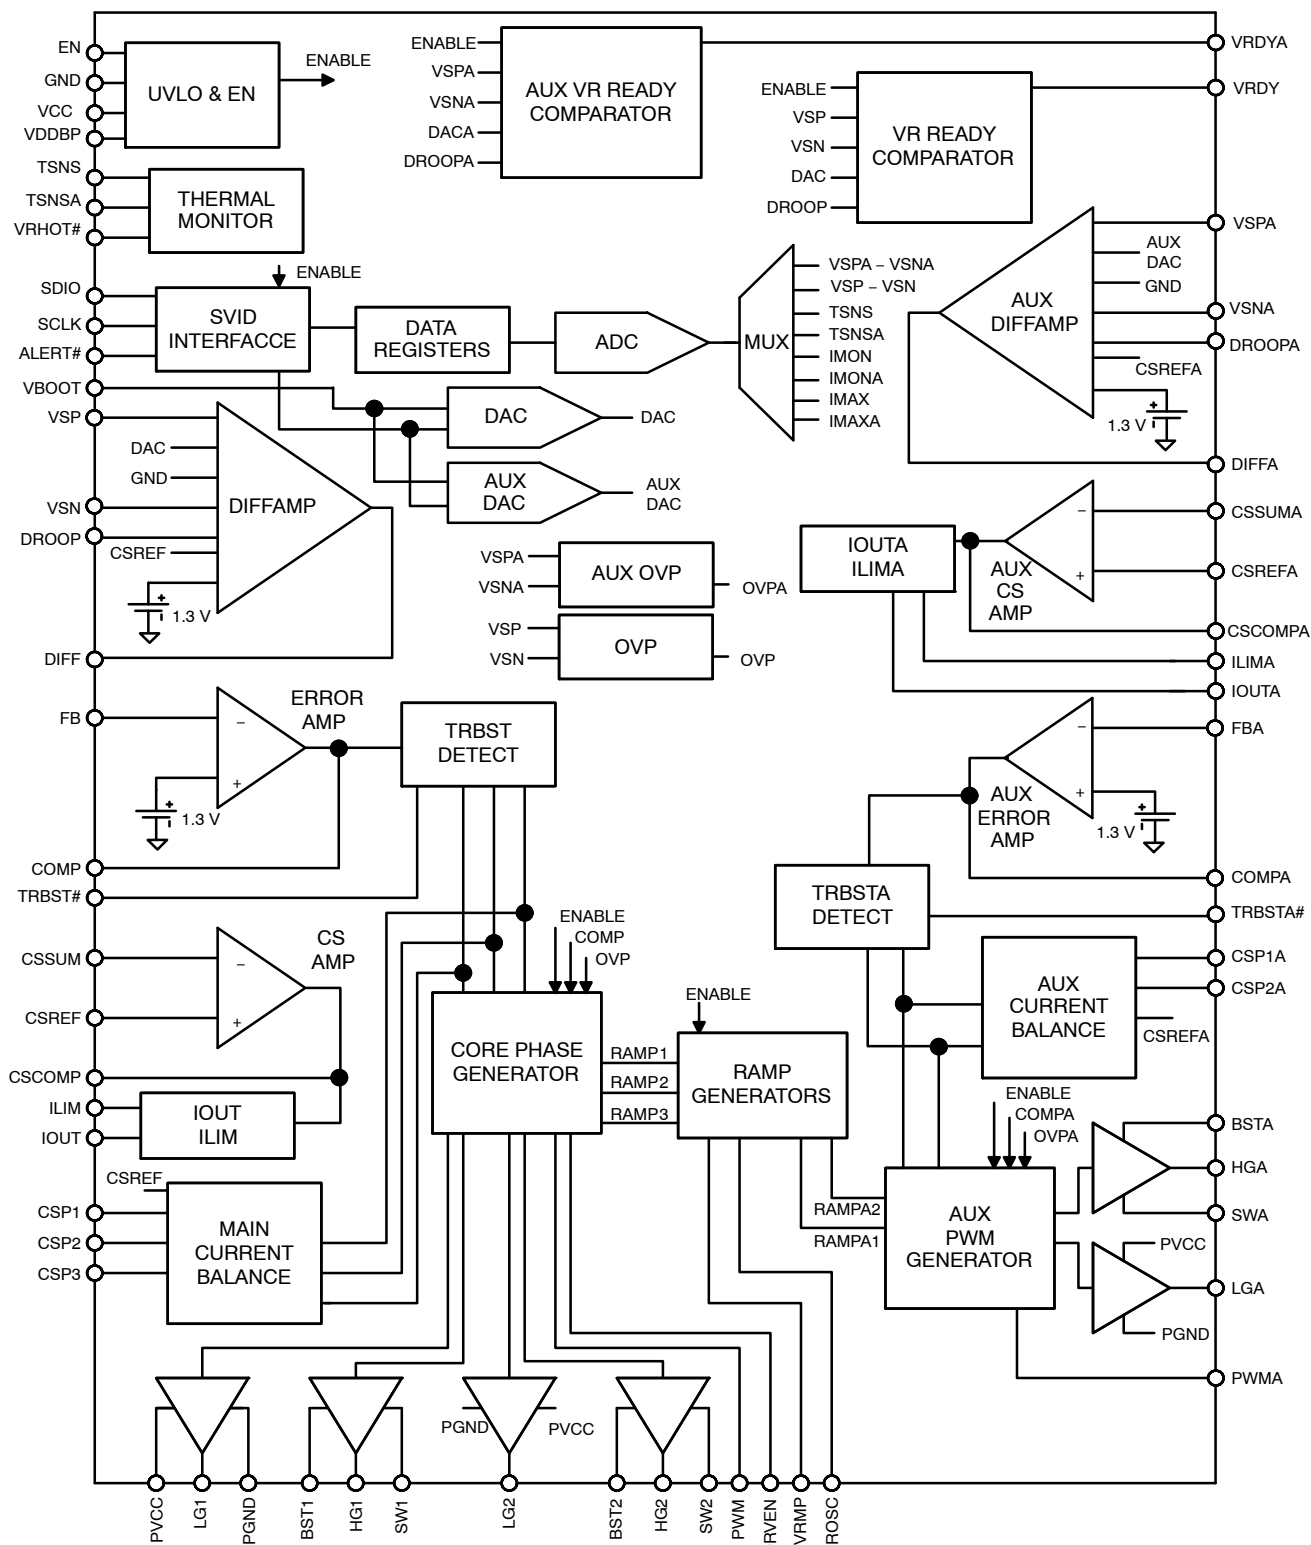 EN
GND
VCC
VDDBP
UVLO & EN
ENABLE
TSNS
TSNSA
VRHOT#
THERMAL
MONITOR
ENABLE
VSPA
VSNA
DACA
DROOPA
AUX VR READY
COMPARATOR
VRDYA
ENABLE
VSP
VSN
DAC
DROOP
VR READY
COMPARATOR
VRDY
SDIO
SCLK
ALERT#
ENABLE
SVID
INTERFACCE
DATA
REGISTERS
ADC
MUX
VSPA – VSNA
VSP – VSN
TSNS
TSNSA
IMON
IMONA
IMAX
IMAXA
AUX
DIFFAMP
AUX
DAC
GND
CSREFA
1.3 V
+
VSPA
VSNA
DROOPA
DIFFA
VBOOT
VSP
DAC
GND
VSN
DROOP
CSREF
+
1.3 V
DIFFAMP
DIFF
DAC
DAC
AUX
DAC
AUX
DAC
VSPA
VSNA
AUX OVP
OVPA
VSP
VSN
OVP
OVP
IOUTA
ILIMA
–
+
AUX
CS
AMP
CSSUMA
CSREFA
CSCOMPA
ILIMA
IOUTA
FB
–
+
ERROR
AMP
+
1.3 V
TRBST
DETECT
COMP
TRBST#
–
+
AUX
ERROR
AMP
+
1.3 V
FBA
COMPA
TRBSTA
DETECT
TRBSTA#
CSSUM
CSREF
–
+
CS
AMP
CSCOMP
ILIM
IOUT
IOUT
ILIM
ENABLE
COMP
OVP
CORE PHASE
GENERATOR
RAMP1
RAMP2
RAMP3
ENABLE
RAMP
GENERATORS
AUX
CURRENT
BALANCE
CSP1A
CSP2A
CSREFA
ENABLE
COMPA
OVPA
RAMPA2
RAMPA1
AUX
PWM
GENERATOR
BSTA
HGA
SWA
PVCC
LGA
PGND
PWMA
CSREF
CSP1
CSP2
CSP3
MAIN
CURRENT
BALANCE
PGND
PVCC
PVCC
LG1
PGND
BST1
HG1
SW1
LG2
BST2
HG2
SW2
PWM
RVEN
VRMP
ROSC